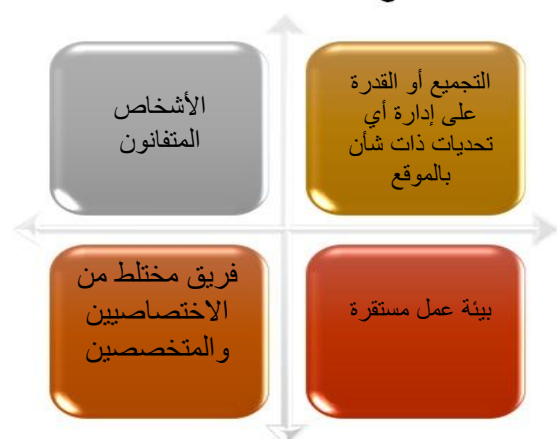 التجميع أو القدرة
على إدارة أي
تحديات ذات شأن
بالموقع
الأشخاص
المتفانون
بيئة عمل مستقرة
فريق مختلط من
الاختصاصيين
والمتخصصين